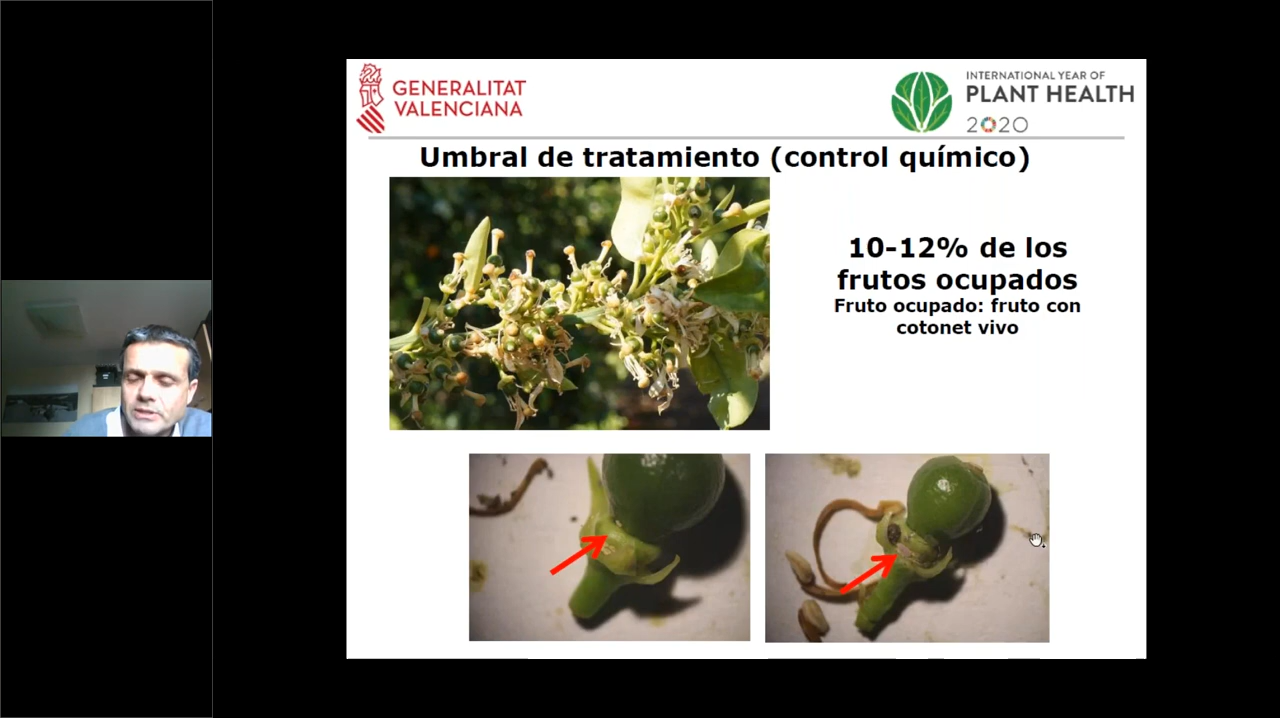 GENERALITAT
VALENCIANA
INTERNATIONAL YEAR OF
PLANT HEALTH
2020
Umbral de tratamiento (control químico)
10-12% de los
frutos ocupados
Fruto ocupado: fruto con
cotonet vivo